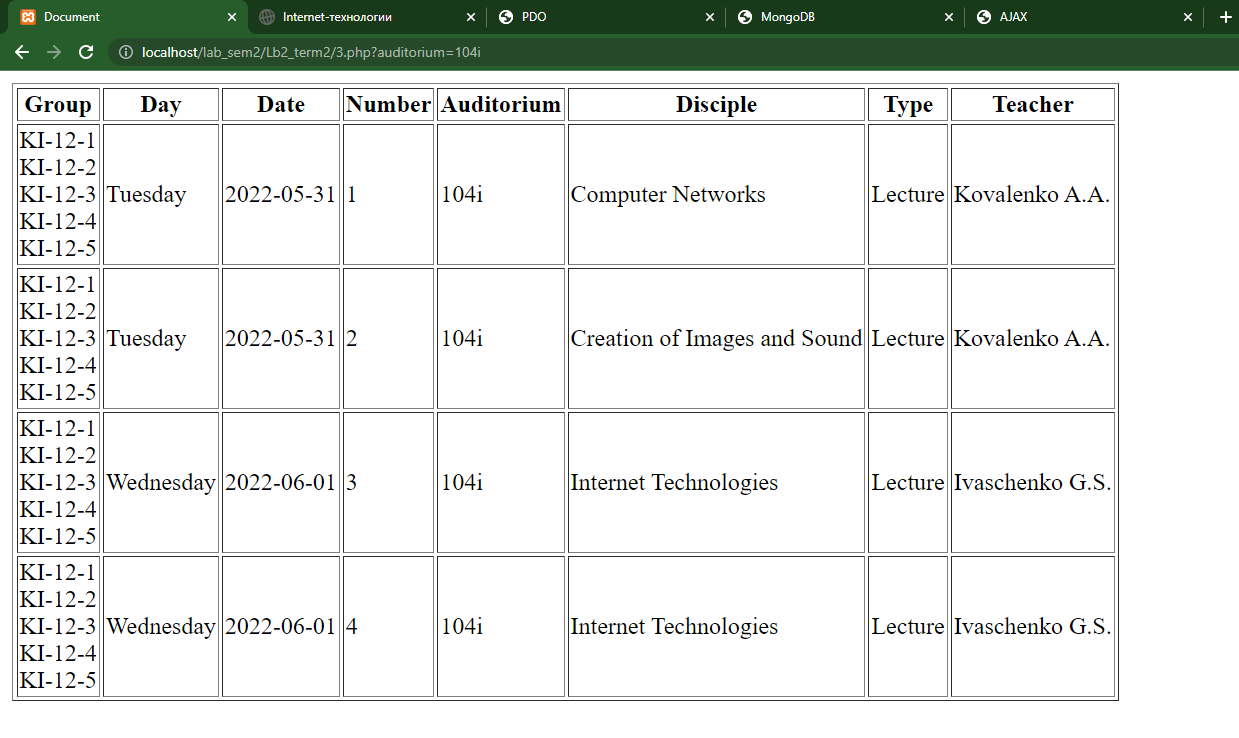 Document
Internet-технологии
PDO
MongoDB
AJAX
localhost/lab_sem2/Lb2_term2/3.php?auditorium=104i
Group Day Date Number Auditorium Disciple Type Teacher
KI-12-1
KI-12-2
KI-12-3 Tuesday 2022-05-31 1 104i Computer Networks Lecture Kovalenko A.A.
KI-12-4
KI-12-5
KI-12-1
KI-12-2
KI-12-3 Tuesday 2022-05-31 2 104i Creation of Images and Sound Lecture Kovalenko A.A.
KI-12-4
KI-12-5
KI-12-1
KI-12-2
KI-12-3 Wednesday 2022-06-01 3 104i Internet Technologies Lecture Ivaschenko G.S.
KI-12-4
KI-12-5
KI-12-1
KI-12-2
KI-12-3 Wednesday 2022-06-01 4 104i Internet Technologies Lecture Ivaschenko G.S.
KI-12-4
KI-12-5